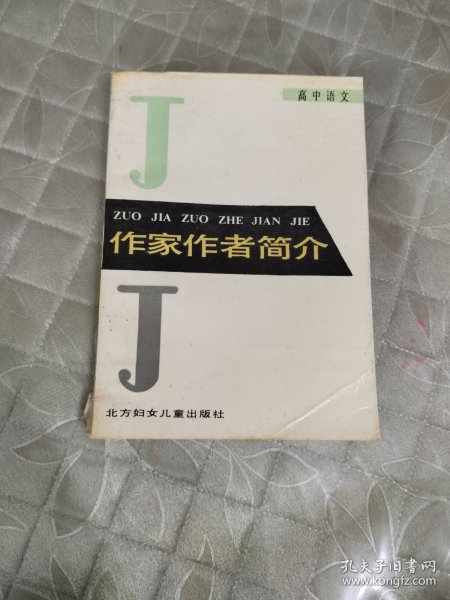 J
高中语文
ZUO JIA ZUO ZHE JIAN JIE
作家作者简介
J
北方妇女儿童出版社
孔夫子旧书网
www.kongfz.com